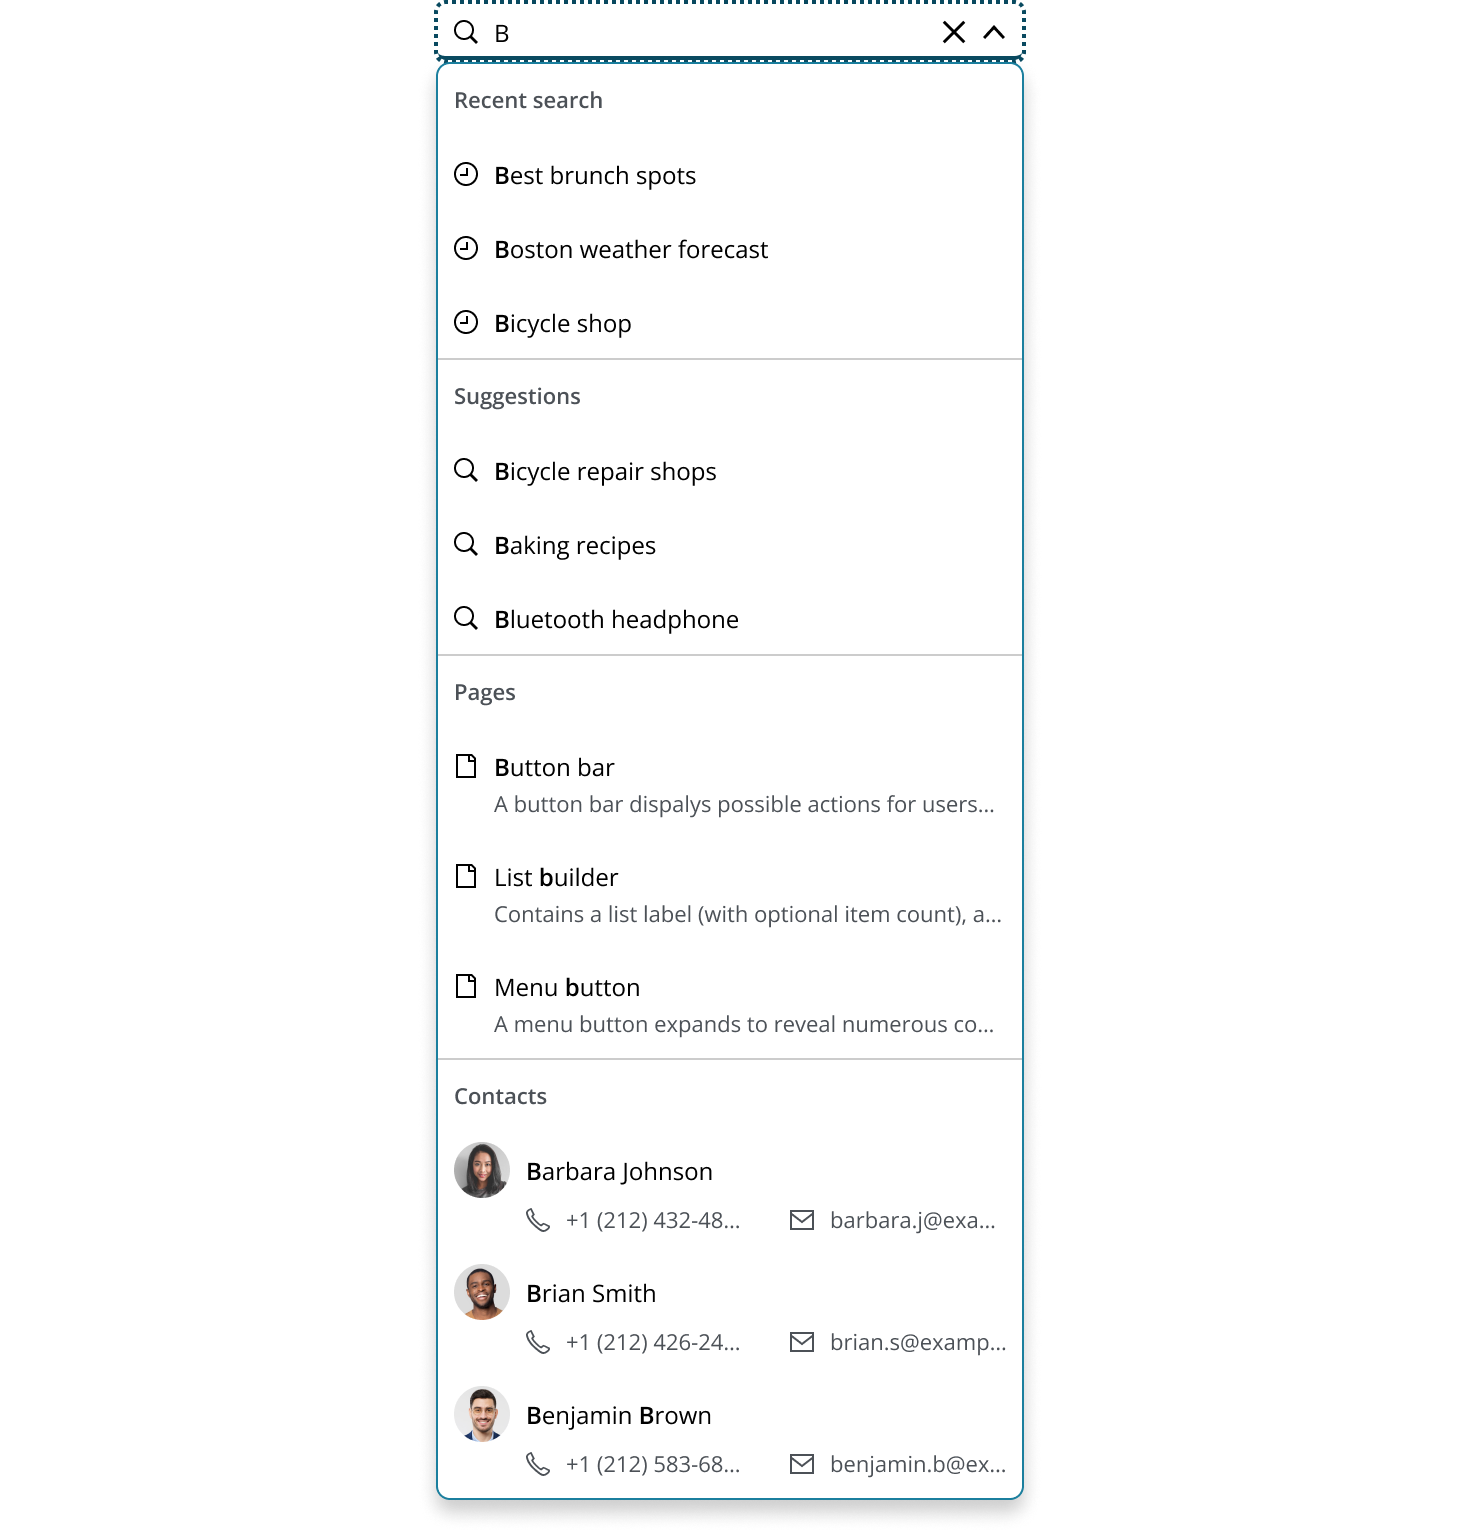 B
Recent search
Best brunch spots
Boston weather forecast
Bicycle shop
Suggestions
Bicycle repair shops
Baking recipes
Bluetooth headphone
Pages
Button bar
A button bar dispalys possible actions for users...
List builder
Contains a list label (with optional item count), a...
Menu button
A menu button expands to reveal numerous co...
Contacts
Barbara Johnson
+1 (212) 432-48... barbara.j@exa...
Brian Smith
+1 (212) 426-24... brian.s@examp...
Benjamin Brown
+1 (212) 583-68... benjamin.b@ex...